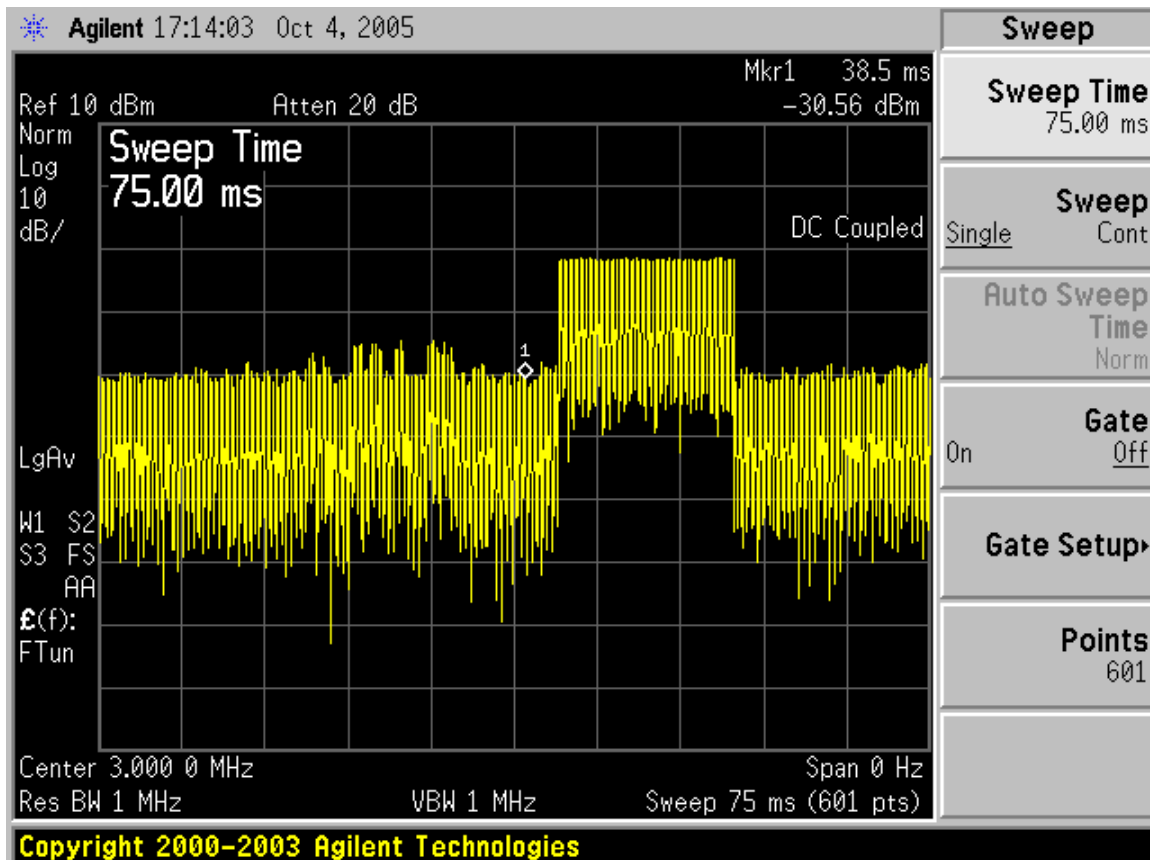 Agilent 17:14:03 Oct 4, 2005
Mkr1 38.5 ms
Ref 10 dBm Atten 20 dB -30.56 dBm
Norm
Log
10
dB/
Sweep Time
75.00 ms
DC Coupled
1
LgAv
W1 S2
S3 FS
AA
£(f):
FTun
Center 3.000 0 MHz Span 0 Hz
Res BW 1 MHz VBW 1 MHz Sweep 75 ms (601 pts)
Copyright 2000-2003 Agilent Technologies
Sweep
Sweep Time
75.00 ms
Sweep
Single Cont
Auto Sweep
Time
Norm
Gate
On Off
Gate Setup▸
Points
601